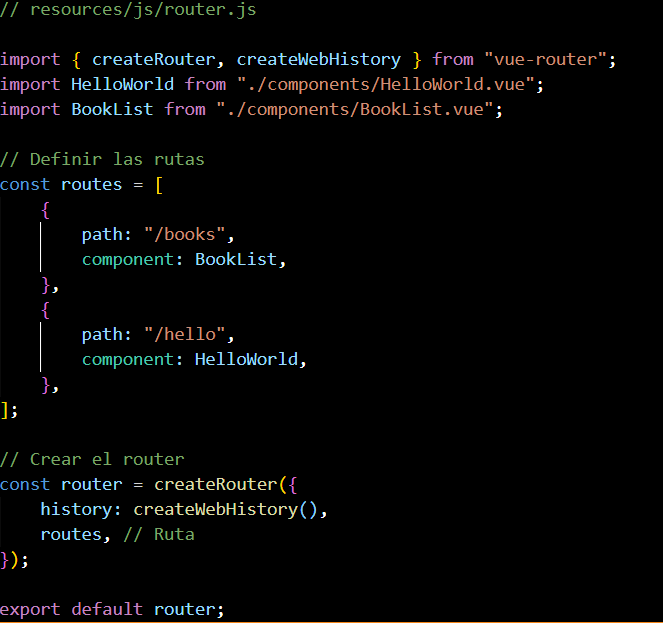 // resources/js/router.js
import { createRouter, createWebHistory } from "vue-router";
import HelloWorld from "./components/HelloWorld.vue";
import BookList from "./components/BookList.vue";
// Definir las rutas
const routes = [
    {
        path: "/books",
        component: BookList,
    },
    {
        path: "/hello",
        component: HelloWorld,
    },
];
// Crear el router
const router = createRouter({
    history: createWebHistory(),
    routes, // Ruta
});
export default router;